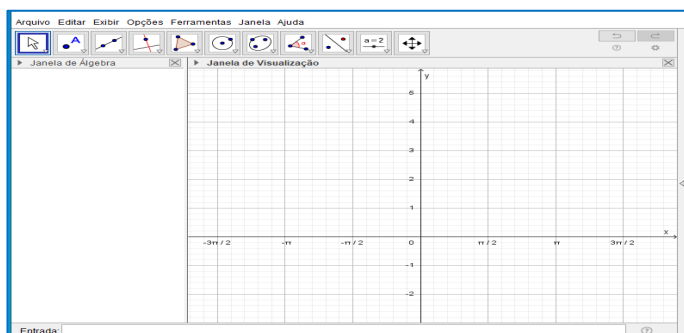 Arquivo Editar Exibir Opções Ferramentas Janela Ajuda
A
α
a=2
Janela de Álgebra
Janela de Visualização
y
5
4
3
2
1
x
-3π/2 -π -π/2 0 π/2 π 3π/2
-1
-2
Entrada: